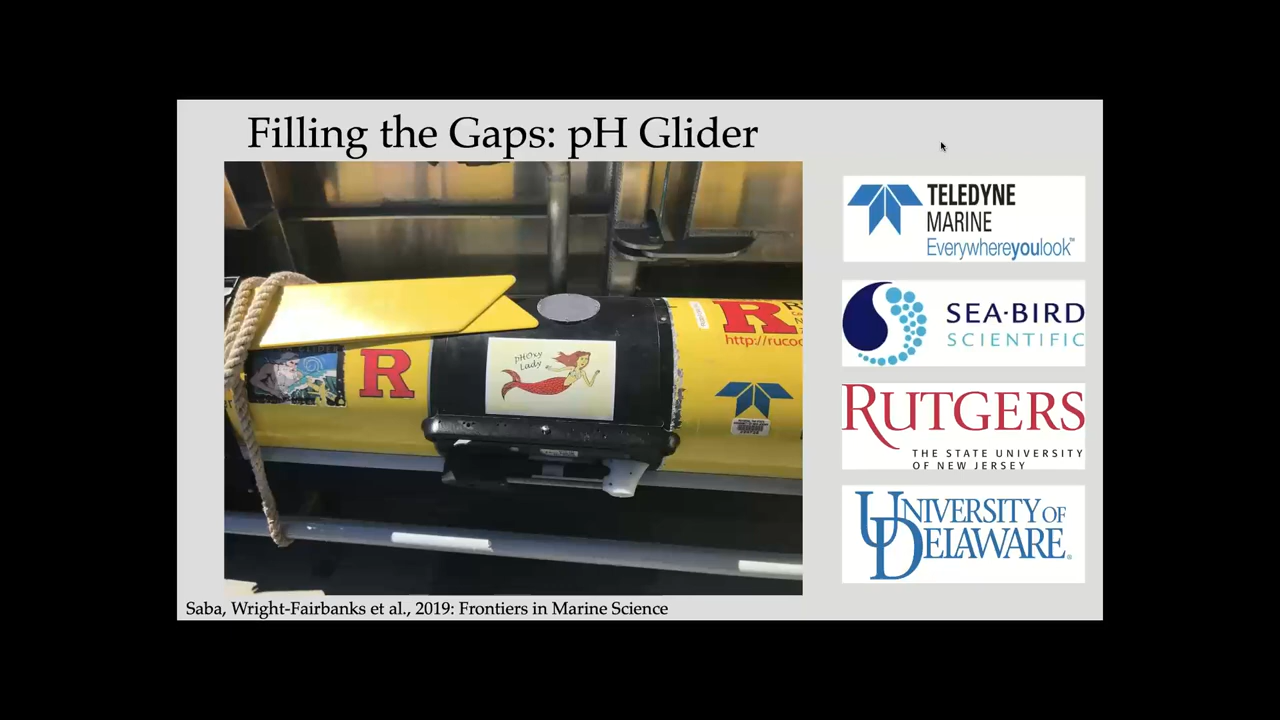 Filling the Gaps: pH Glider
TELEDYNE
MARINE
Everywhereyoulook™
SEA·BIRD
SCIENTIFIC
RUTGERS
THE STATE UNIVERSITY
OF NEW JERSEY
UNIVERSITY OF
DELAWARE®
R
pHOxy
Lady
R
http://rucoo
Saba, Wright-Fairbanks et al., 2019: Frontiers in Marine Science